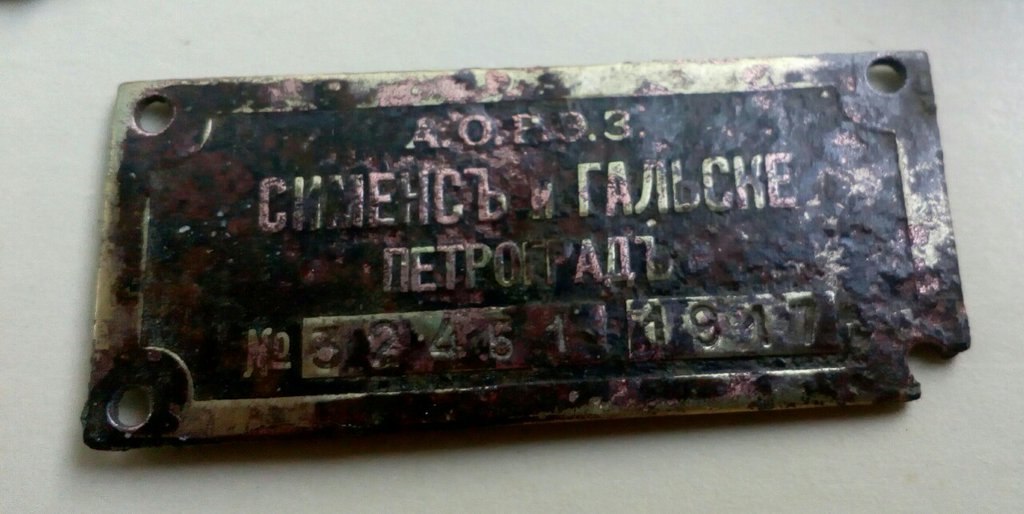 А.О.Р.Э.З.
СИМЕНСЪ и ГАЛЬСКЕ
ПЕТРОГРАДЪ
№ 52451 1917